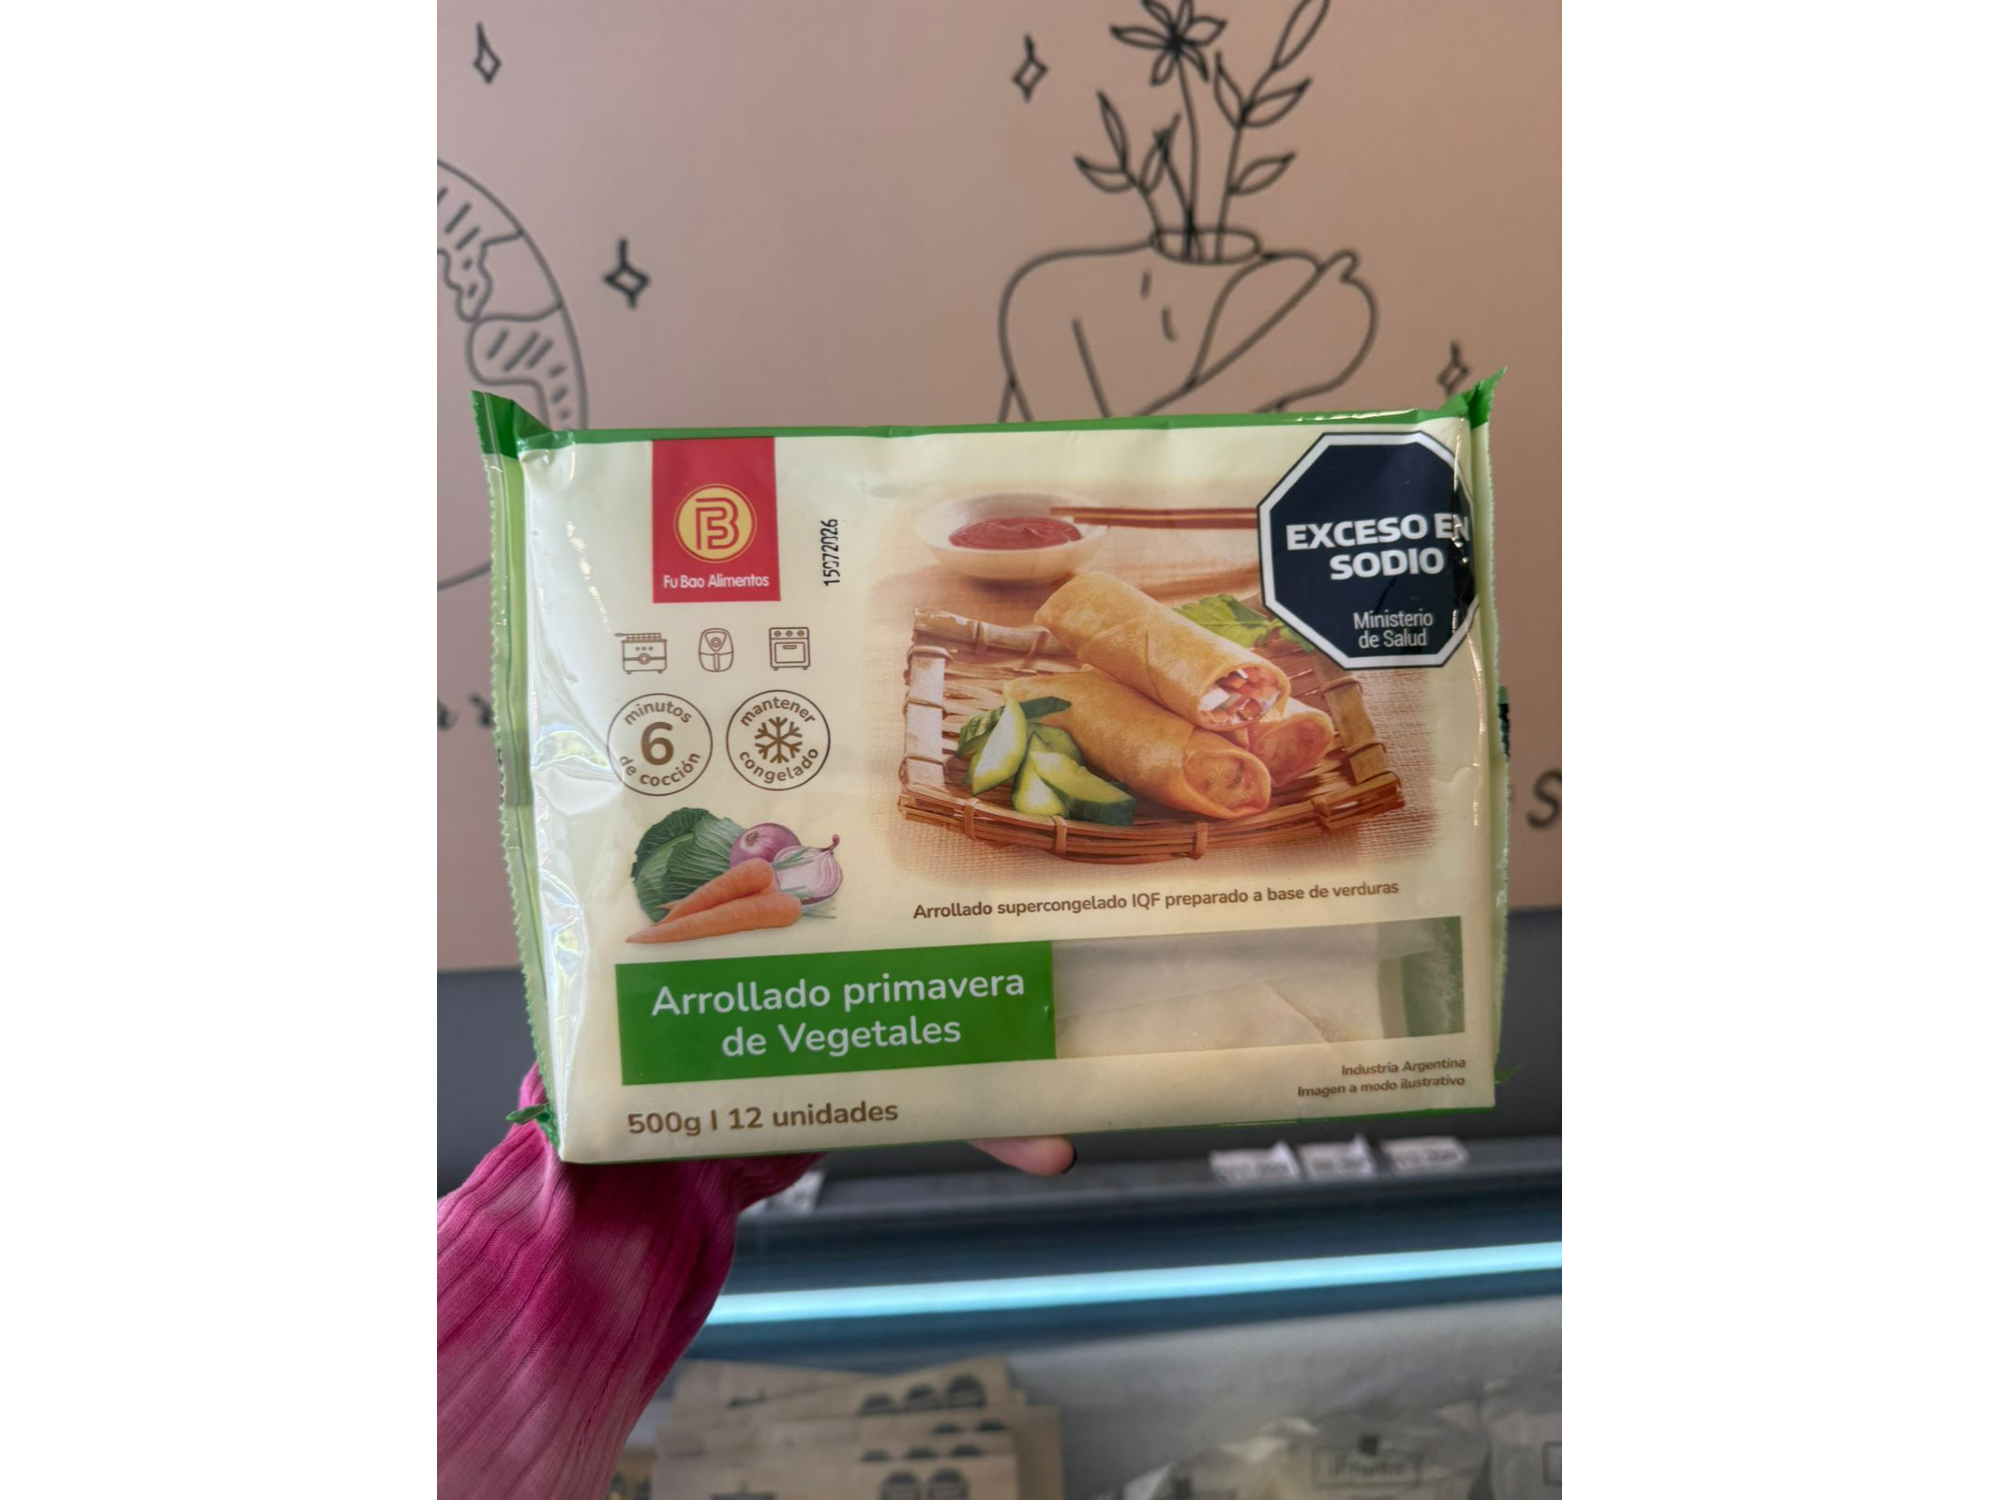 Fu Bao Alimentos
15072026
EXCESO EN
SODIO
Ministerio
de Salud
minutos
6
de cocción
mantener
congelado
Arrollado supercongelado IQF preparado a base de verduras
Arrollado primavera
de Vegetales
Industria Argentina
Imagen a modo ilustrativo
500g | 12 unidades